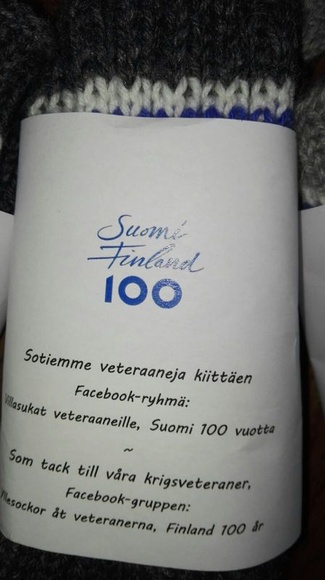 Suomi
Finland
100
Sotiemme veteraaneja kiittäen
Facebook-ryhmä:
Villasukat veteraaneille, Suomi 100 vuotta
~
Som tack till våra krigsveteraner,
Facebook-gruppen:
Yllesockor åt veteranerna, Finland 100 år